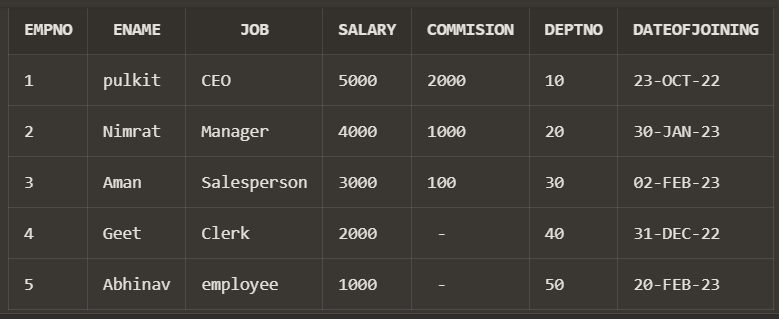 EMPNO ENAME JOB SALARY COMMISION DEPTNO DATEOFJOINING
1 pulkit CEO 5000 2000 10 23-OCT-22
2 Nimrat Manager 4000 1000 20 30-JAN-23
3 Aman Salesperson 3000 100 30 02-FEB-23
4 Geet Clerk 2000 - 40 31-DEC-22
5 Abhinav employee 1000 - 50 20-FEB-23